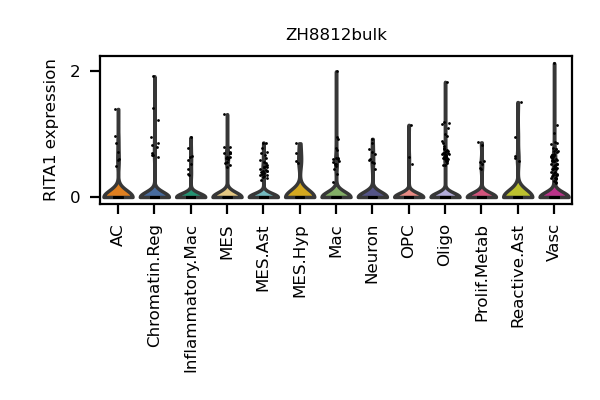 ZH8812bulk
RITA1 expression
2
0
AC
Chromatin.Reg
Inflammatory.Mac
MES
MES.Ast
MES.Hyp
Mac
Neuron
OPC
Oligo
Prolif.Metab
Reactive.Ast
Vasc